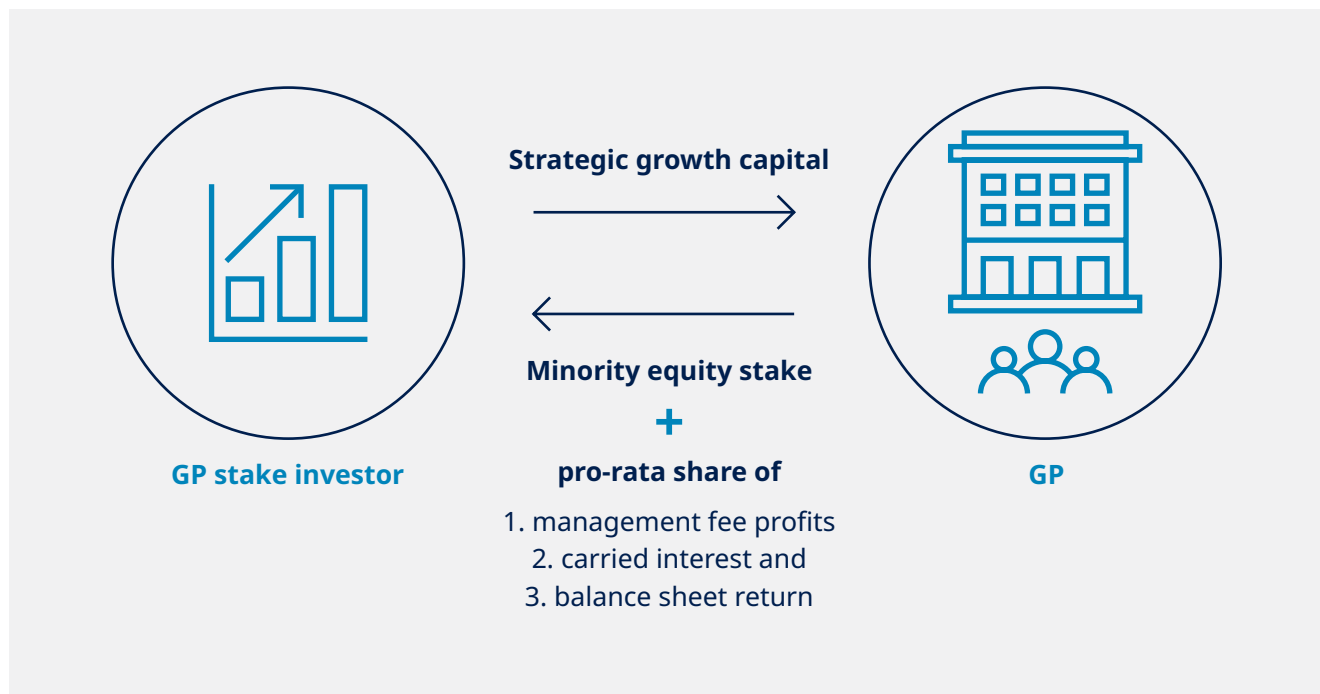 Strategic growth capital
Minority equity stake
+
pro-rata share of
1. management fee profits
2. carried interest and
3. balance sheet return
GP stake investor
GP